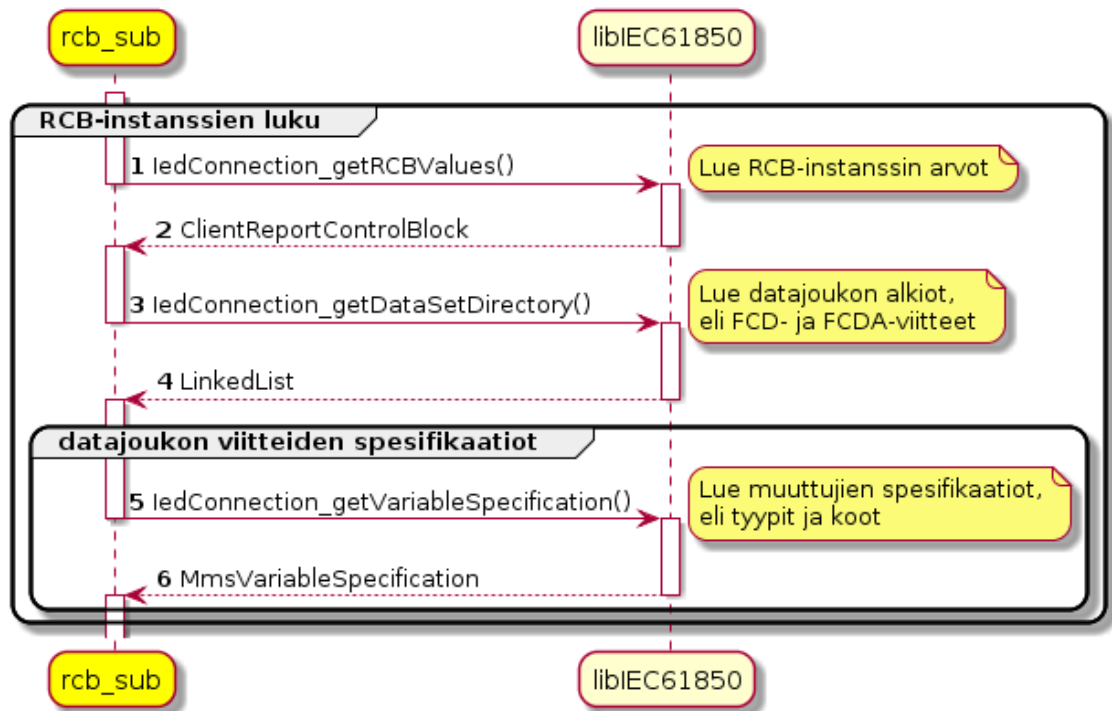 rcb_sub
libIEC61850
RCB-instanssien luku
1 IedConnection_getRCBValues()
Lue RCB-instanssin arvot
2 ClientReportControlBlock
3 IedConnection_getDataSetDirectory()
Lue datajoukon alkiot,
eli FCD- ja FCDA-viitteet
4 LinkedList
datajoukon viitteiden spesifikaatiot
5 IedConnection_getVariableSpecification()
Lue muuttujien spesifikaatiot,
eli tyypit ja koot
6 MmsVariableSpecification
rcb_sub
libIEC61850